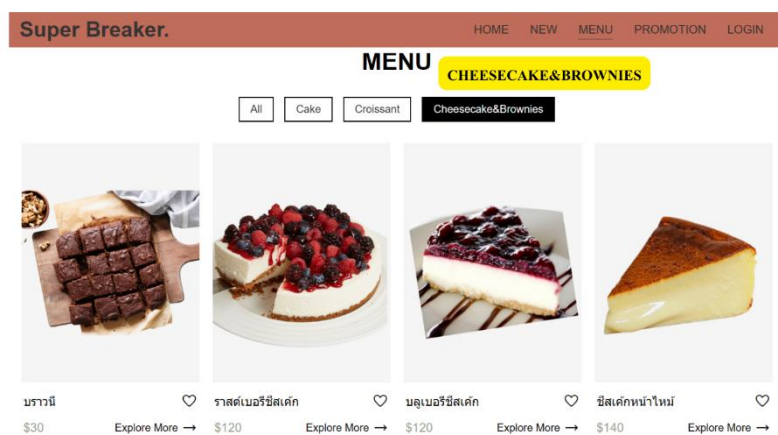 Super Breaker.
HOME NEW MENU PROMOTION LOGIN
MENU
CHEESECAKE&BROWNIES
All Cake Croissant Cheesecake&Brownies
บราวนี ราสต์เบอรีชีสเค้ก บลูเบอรีชีสเค้ก ชีสเค้กหน้าไหม้
$30 Explore More → $120 Explore More → $120 Explore More → $140 Explore More →